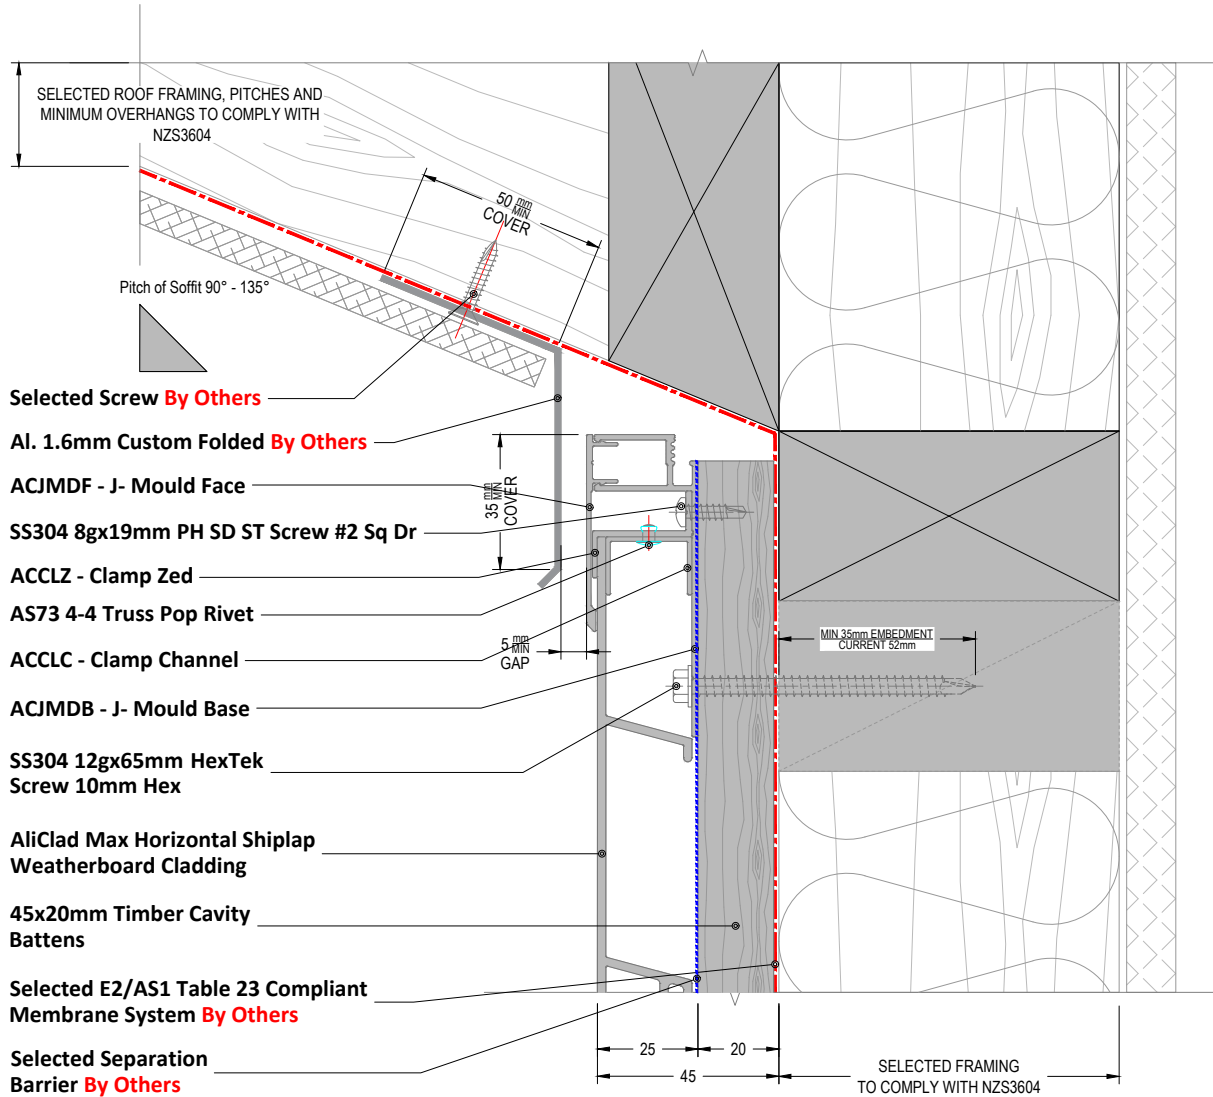 SELECTED ROOF FRAMING, PITCHES AND
MINIMUM OVERHANGS TO COMPLY WITH
NZS3604
50 mm MIN
COVER
Pitch of Soffit 90° - 135°
Selected Screw By Others
Al. 1.6mm Custom Folded By Others
ACJMDF - J- Mould Face
35 mm MIN
COVER
SS304 8gx19mm PH SD ST Screw #2 Sq Dr
ACCLZ - Clamp Zed
AS73 4-4 Truss Pop Rivet
MIN 35mm EMBEDMENT
CURRENT 52mm
5 mm MIN
GAP
ACCLC - Clamp Channel
ACJMDB - J- Mould Base
SS304 12gx65mm HexTek
Screw 10mm Hex
AliClad Max Horizontal Shiplap
Weatherboard Cladding
45x20mm Timber Cavity
Battens
Selected E2/AS1 Table 23 Compliant
Membrane System By Others
Selected Separation
Barrier By Others
25
20
45
SELECTED FRAMING
TO COMPLY WITH NZS3604